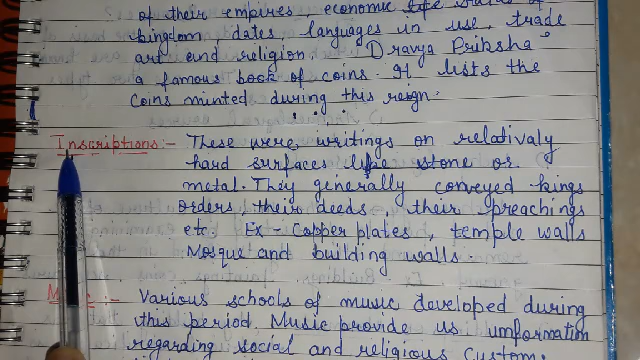 of their empires, economic
kingdom dates languages in use, trade
art and religion. Dravya Priksha
a famous book of coins. It lists the
coins minted during this reign.
Inscriptions:- These were writings on relativaly
hard surfaces like stone or
metal. They generally conveyed kings
orders, their deeds, their preachings
etc. Ex - Copper plates, temple walls
Mosque and building walls.
:- Various schools of music developed during
this period. Music provide us information
regarding social and religious custom